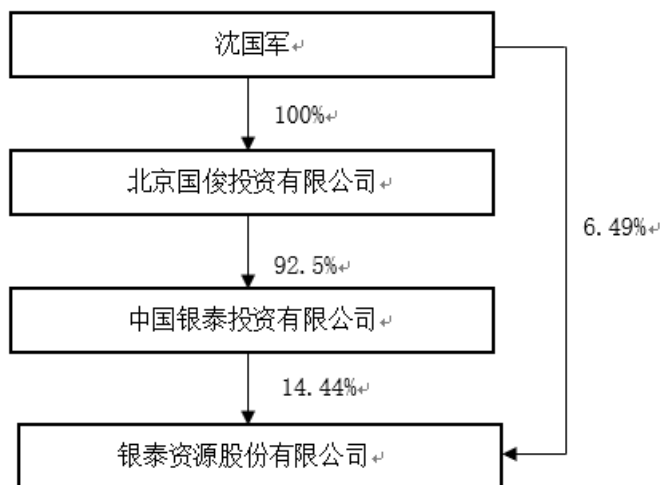 沈国军
100%
北京国俊投资有限公司
6.49%
92.5%
中国银泰投资有限公司
14.44%
银泰资源股份有限公司